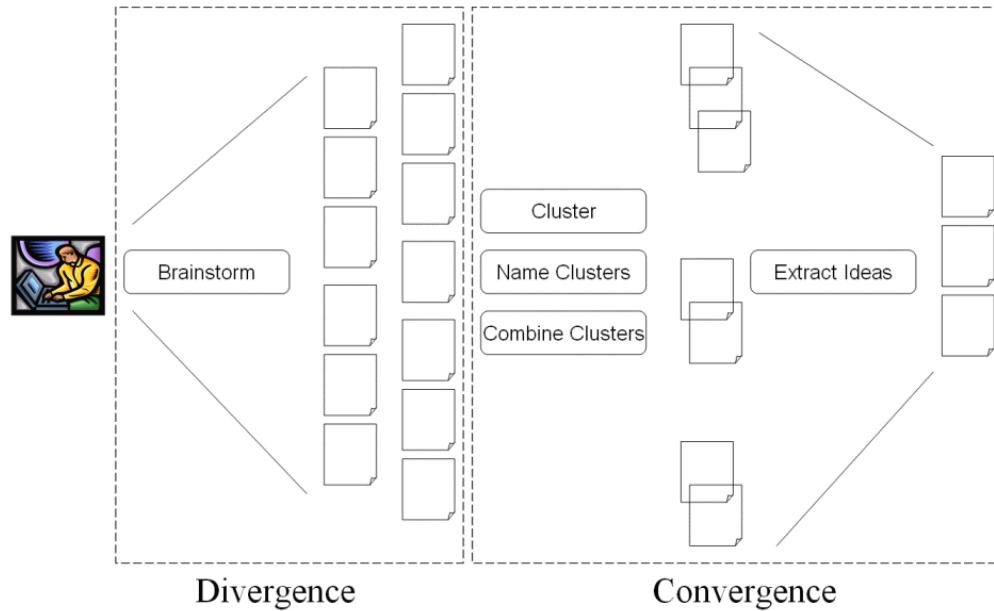 Brainstorm
Cluster
Name Clusters
Combine Clusters
Extract Ideas
Divergence
Convergence